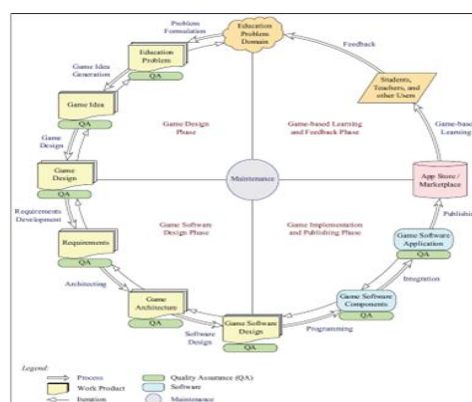 Education
Problem
Domain
Problem
Formulation
Education
Problem
QA
Feedback
Game Idea
Generation
Students,
Teachers, and
other Users
Game Idea
QA
Game Design
Phase
Game-based Learning
and Feedback Phase
Game-based
Learning
Game
Design
Game
Design
QA
Maintenance
App Store /
Marketplace
Requirements
Development
Publishing
Game Software
Design Phase
Game Implementation
and Publishing Phase
Game Software
Application
QA
Requirements
QA
Integration
Architecting
Game
Architecture
QA
Game Software
Components
QA
Software
Design
Game Software
Design
QA
Programming
Legend:
Process
Quality Assurance (QA)
Work Product
Software
Iteration
Maintenance